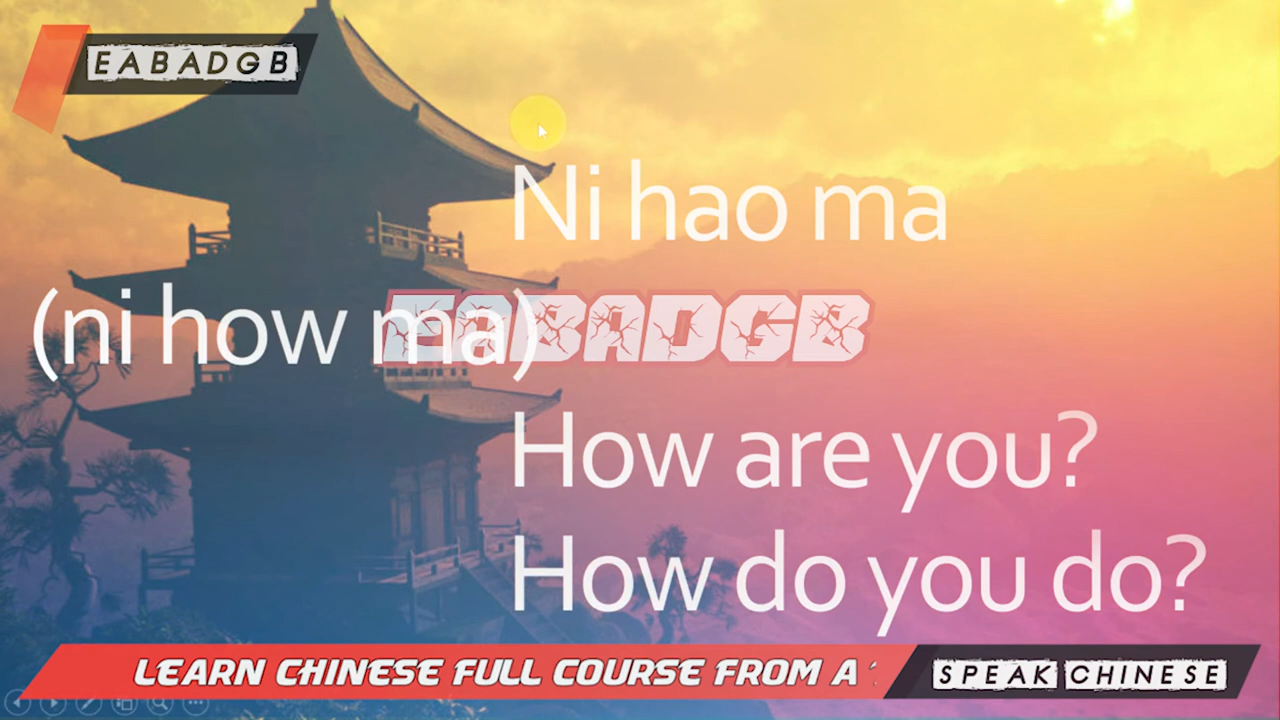 EABADGB
Ni hao ma
(ni how ma)
EABADGB
How are you?
How do you do?
LEARN CHINESE FULL COURSE FROM A
SPEAK CHINESE